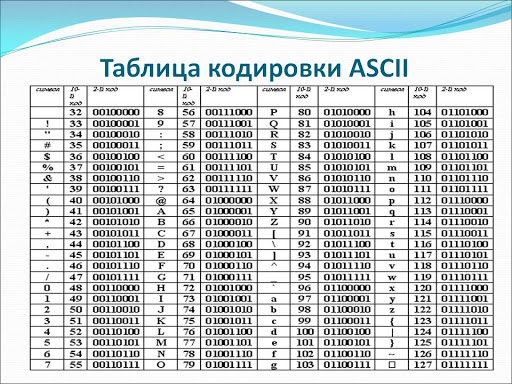 Таблица кодировки ASCII
символ 10-й код 2-й код символ 10-й код 2-й код символ 10-й код 2-й код символ 10-й код 2-й код
32 00100000 8 56 00111000 P 80 01010000 h 104 01101000
! 33 00100001 9 57 00111001 Q 81 01010001 i 105 01101001
" 34 00100010 : 58 00111010 R 82 01010010 j 106 01101010
# 35 00100011 ; 59 00111011 S 83 01010011 k 107 01101011
$ 36 00100100 < 60 00111100 T 84 01010100 l 108 01101100
% 37 00100101 = 61 00111101 U 85 01010101 m 109 01101101
& 38 00100110 > 62 00111110 V 86 01010110 n 110 01101110
' 39 00100111 ? 63 00111111 W 87 01010111 o 111 01101111
( 40 00101000 @ 64 01000000 X 88 01011000 p 112 01110000
) 41 00101001 A 65 01000001 Y 89 01011001 q 113 01110001
* 42 00101010 B 66 01000010 Z 90 01011010 r 114 01110010
+ 43 00101011 C 67 01000011 [ 91 01011011 s 115 01110011
, 44 00101100 D 68 01000100 \ 92 01011100 t 116 01110100
- 45 00101101 E 69 01000101 ] 93 01011101 u 117 01110101
. 46 00101110 F 70 01000110 ^ 94 01011110 v 118 01110110
/ 47 00101111 G 71 01000111 _ 95 01011111 w 119 01110111
0 48 00110000 H 72 01001000 ` 96 01100000 x 120 01111000
1 49 00110001 I 73 01001001 a 97 01100001 y 121 01111001
2 50 00110010 J 74 01001010 b 98 01100010 z 122 01111010
3 51 00110011 K 75 01001011 c 99 01100011 { 123 01111011
4 52 00110100 L 76 01001100 d 100 01100100 | 124 01111100
5 53 00110101 M 77 01001101 e 101 01100101 } 125 01111101
6 54 00110110 N 78 01001110 f 102 01100110 ~ 126 01111110
7 55 00110111 O 79 01001111 g 103 01100111 □ 127 01111111